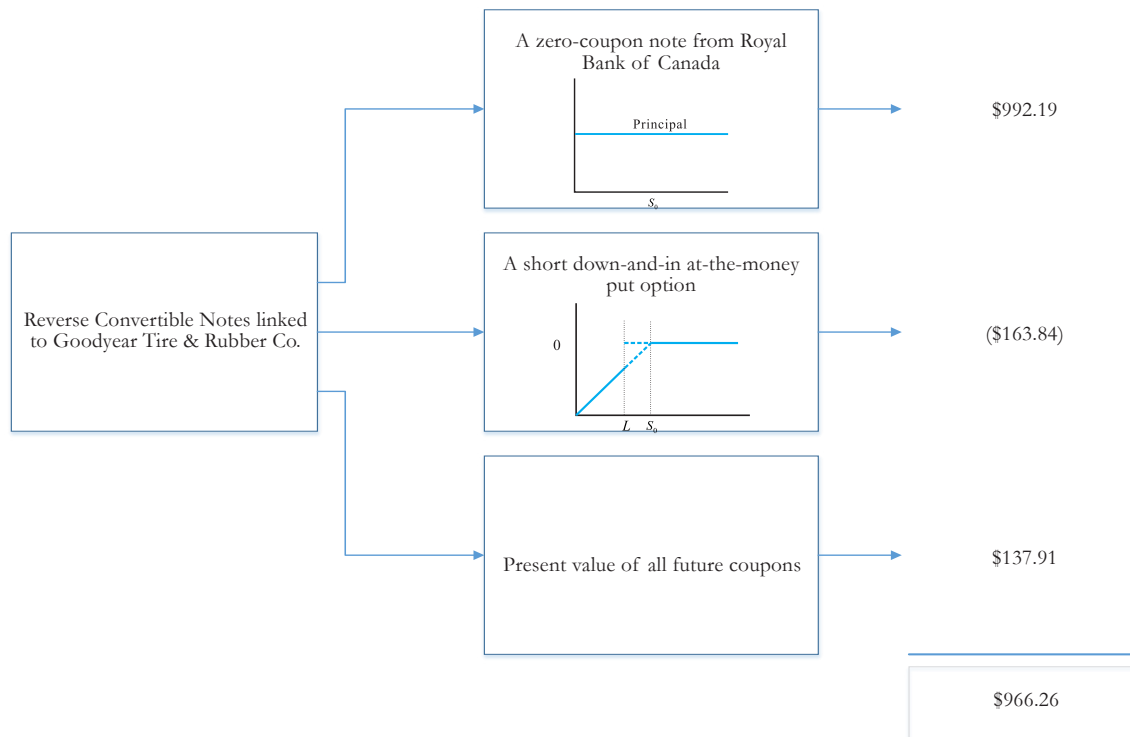 A zero-coupon note from Royal
Bank of Canada
Principal
S₀
$992.19
Reverse Convertible Notes linked
to Goodyear Tire & Rubber Co.
A short down-and-in at-the-money
put option
0
L S₀
($163.84)
Present value of all future coupons
$137.91
$966.26